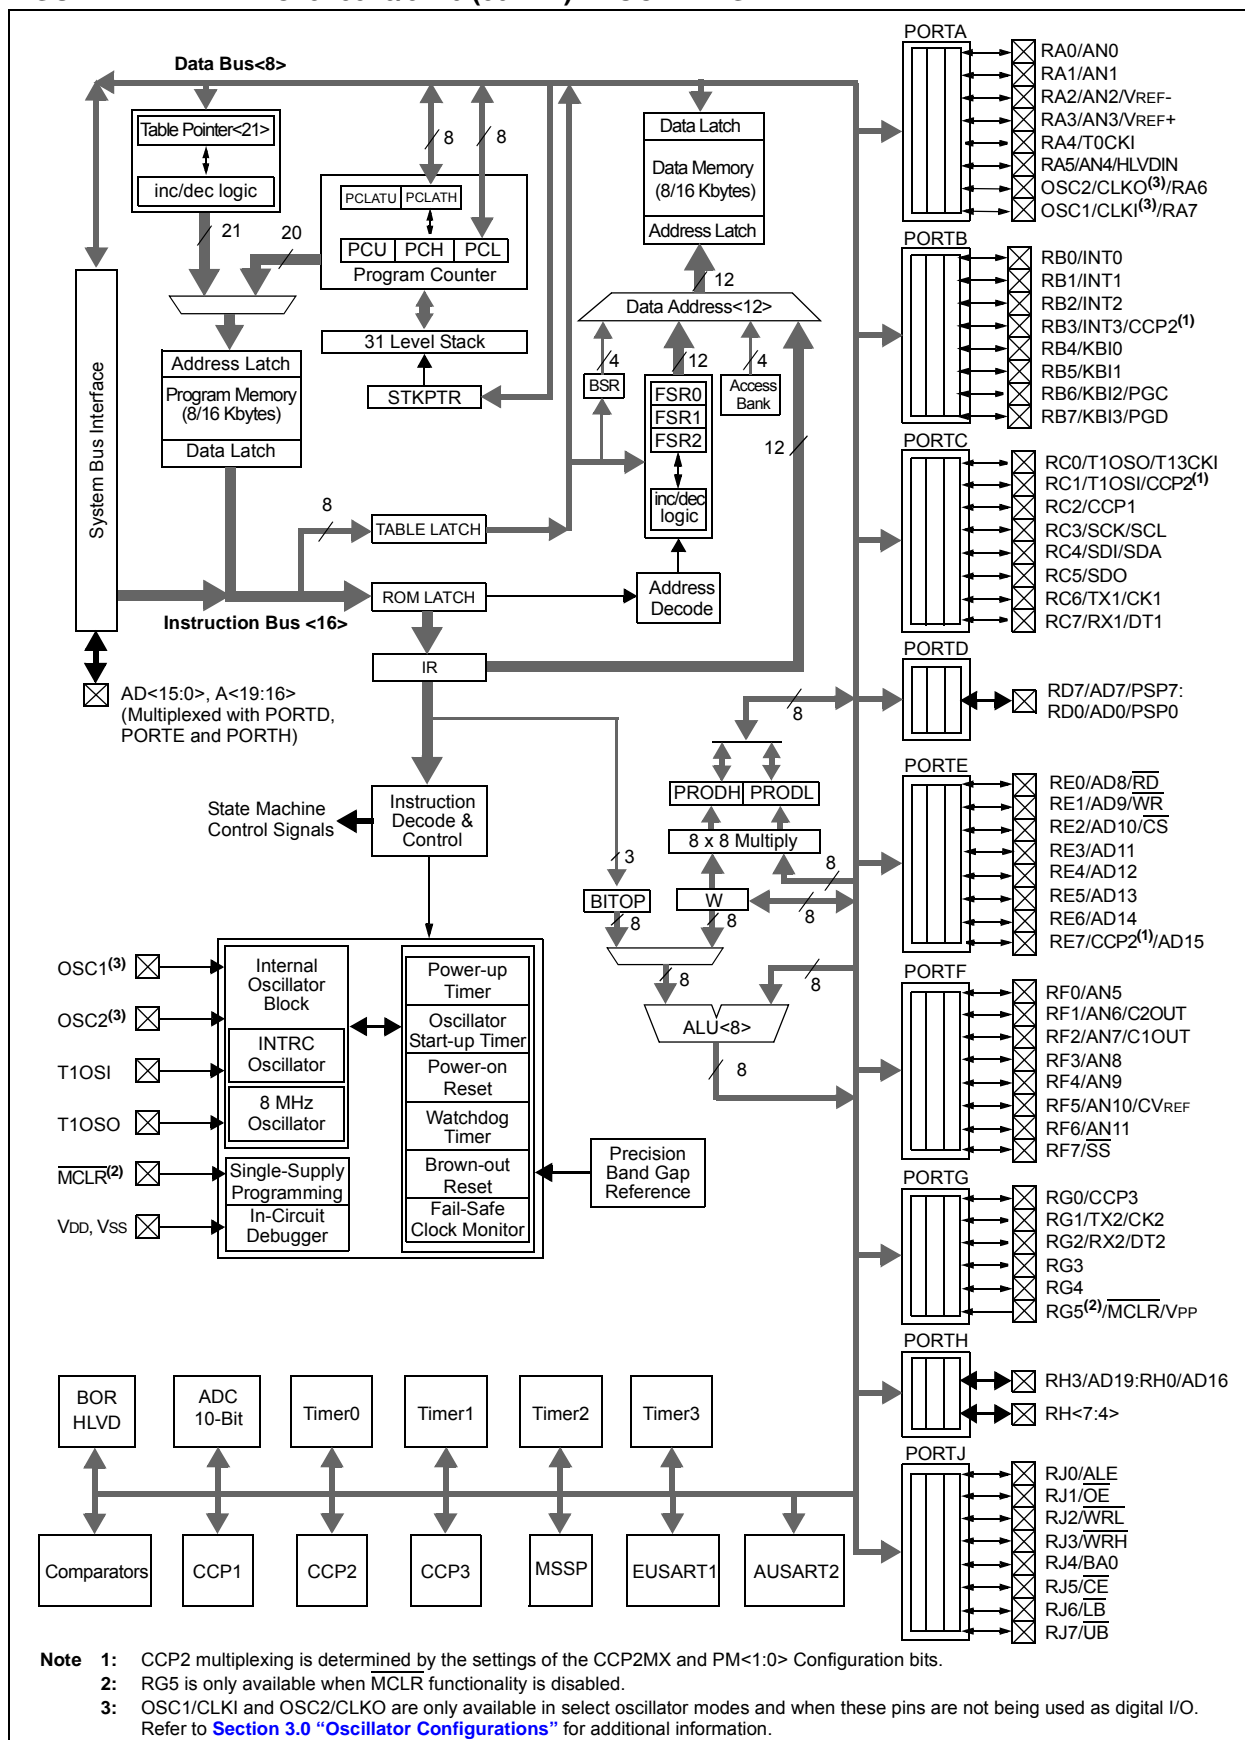 Data Bus<8>
Table Pointer<21>
inc/dec logic
21
20
8
8
PCLATU PCLATH
PCU PCH PCL
Program Counter
31 Level Stack
STKPTR
System Bus Interface
Address Latch
Program Memory
(8/16 Kbytes)
Data Latch
8
TABLE LATCH
ROM LATCH
Instruction Bus <16>
IR
AD<15:0>, A<19:16>
(Multiplexed with PORTD,
PORTE and PORTH)
Data Latch
Data Memory
(8/16 Kbytes)
Address Latch
12
Data Address<12>
4
12
4
BSR
FSR0
FSR1
FSR2
inc/dec
logic
Access
Bank
12
Address
Decode
State Machine
Control Signals
Instruction
Decode &
Control
8
PRODH PRODL
8 x 8 Multiply
3
8
BITOP
W
8
8
8
8
8
ALU<8>
8
OSC1(3)
OSC2(3)
T1OSI
T1OSO
MCLR(2)
VDD, VSS
Internal
Oscillator
Block
INTRC
Oscillator
8 MHz
Oscillator
Single-Supply
Programming
In-Circuit
Debugger
Power-up
Timer
Oscillator
Start-up Timer
Power-on
Reset
Watchdog
Timer
Brown-out
Reset
Fail-Safe
Clock Monitor
Precision
Band Gap
Reference
BOR
HLVD
ADC
10-Bit
Timer0
Timer1
Timer2
Timer3
Comparators
CCP1
CCP2
CCP3
MSSP
EUSART1
AUSART2
PORTA
RA0/AN0
RA1/AN1
RA2/AN2/VREF-
RA3/AN3/VREF+
RA4/T0CKI
RA5/AN4/HLVDIN
OSC2/CLKO(3)/RA6
OSC1/CLKI(3)/RA7
PORTB
RB0/INT0
RB1/INT1
RB2/INT2
RB3/INT3/CCP2(1)
RB4/KBI0
RB5/KBI1
RB6/KBI2/PGC
RB7/KBI3/PGD
PORTC
RC0/T1OSO/T13CKI
RC1/T1OSI/CCP2(1)
RC2/CCP1
RC3/SCK/SCL
RC4/SDI/SDA
RC5/SDO
RC6/TX1/CK1
RC7/RX1/DT1
PORTD
RD7/AD7/PSP7:
RD0/AD0/PSP0
PORTE
RE0/AD8/RD
RE1/AD9/WR
RE2/AD10/CS
RE3/AD11
RE4/AD12
RE5/AD13
RE6/AD14
RE7/CCP2(1)/AD15
PORTF
RF0/AN5
RF1/AN6/C2OUT
RF2/AN7/C1OUT
RF3/AN8
RF4/AN9
RF5/AN10/CVREF
RF6/AN11
RF7/SS
PORTG
RG0/CCP3
RG1/TX2/CK2
RG2/RX2/DT2
RG3
RG4
RG5(2)/MCLR/VPP
PORTH
RH3/AD19:RH0/AD16
RH<7:4>
PORTJ
RJ0/ALE
RJ1/OE
RJ2/WRL
RJ3/WRH
RJ4/BA0
RJ5/CE
RJ6/LB
RJ7/UB
Note 1: CCP2 multiplexing is determined by the settings of the CCP2MX and PM<1:0> Configuration bits.
2: RG5 is only available when MCLR functionality is disabled.
3: OSC1/CLKI and OSC2/CLKO are only available in select oscillator modes and when these pins are not being used as digital I/O.
Refer to Section 3.0 “Oscillator Configurations” for additional information.